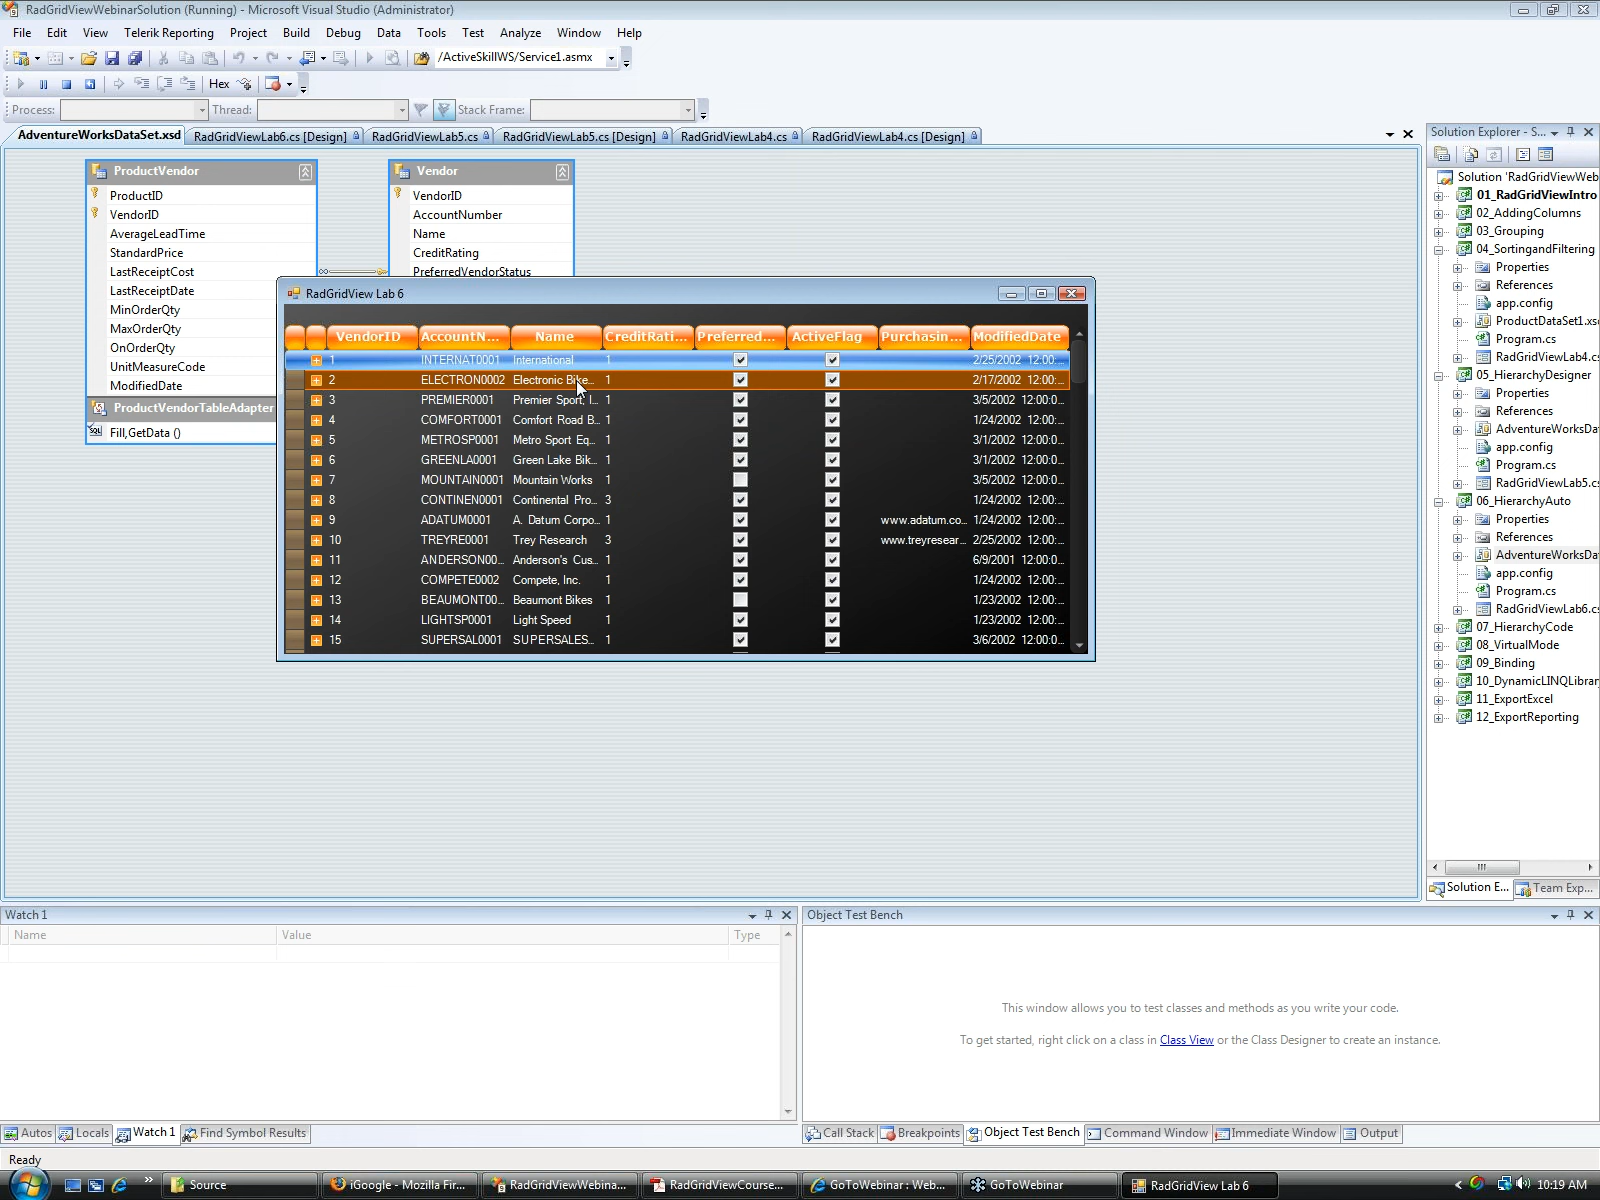 RadGridViewWebinarSolution (Running) - Microsoft Visual Studio (Administrator)
File Edit View Telerik Reporting Project Build Debug Data Tools Test Analyze Window Help
/ActiveSkillWS/Service1.asmx
Hex
Process: Thread: Stack Frame:
AdventureWorksDataSet.xsd RadGridViewLab6.cs [Design] RadGridViewLab5.cs RadGridViewLab5.cs [Design] RadGridViewLab4.cs RadGridViewLab4.cs [Design]
ProductVendor
ProductID
VendorID
AverageLeadTime
StandardPrice
LastReceiptCost
LastReceiptDate
MinOrderQty
MaxOrderQty
OnOrderQty
UnitMeasureCode
ModifiedDate
ProductVendorTableAdapter
SQL Fill,GetData ()
Vendor
VendorID
AccountNumber
Name
CreditRating
PreferredVendorStatus
RadGridView Lab 6
VendorID AccountN... Name CreditRati... Preferred... ActiveFlag Purchasin... ModifiedDate
1 INTERNAT0001 International 1 2/25/2002 12:00:...
2 ELECTRON0002 Electronic Bike... 1 2/17/2002 12:00:...
3 PREMIER0001 Premier Sport, I... 1 3/5/2002 12:00:0...
4 COMFORT0001 Comfort Road B... 1 1/24/2002 12:00:...
5 METROSP0001 Metro Sport Eq... 1 3/1/2002 12:00:0...
6 GREENLA0001 Green Lake Bik... 1 3/1/2002 12:00:0...
7 MOUNTAIN0001 Mountain Works 1 3/5/2002 12:00:0...
8 CONTINEN0001 Continental Pro... 3 1/24/2002 12:00:...
9 ADATUM0001 A. Datum Corpo... 1 www.adatum.co... 1/24/2002 12:00:...
10 TREYRE0001 Trey Research 3 www.treyresear... 2/25/2002 12:00:...
11 ANDERSON00... Anderson's Cus... 1 6/9/2001 12:00:0...
12 COMPETE0002 Compete, Inc. 1 1/24/2002 12:00:...
13 BEAUMONT00... Beaumont Bikes 1 1/23/2002 12:00:...
14 LIGHTSP0001 Light Speed 1 1/23/2002 12:00:...
15 SUPERSAL0001 SUPERSALES... 1 3/6/2002 12:00:0...
Solution Explorer - S...
Solution 'RadGridViewWeb
01_RadGridViewIntro
02_AddingColumns
03_Grouping
04_SortingandFiltering
Properties
References
app.config
ProductDataSet1.xs
Program.cs
RadGridViewLab4.cs
05_HierarchyDesigner
Properties
References
AdventureWorksDa
app.config
Program.cs
RadGridViewLab5.cs
06_HierarchyAuto
Properties
References
AdventureWorksDa
app.config
Program.cs
RadGridViewLab6.cs
07_HierarchyCode
08_VirtualMode
09_Binding
10_DynamicLINQLibrar
11_ExportExcel
12_ExportReporting
Solution E... Team Exp...
Watch 1
Name Value Type
Object Test Bench
This window allows you to test classes and methods as you write your code.
To get started, right click on a class in Class View or the Class Designer to create an instance.
Autos Locals Watch 1 Find Symbol Results
Call Stack Breakpoints Object Test Bench Command Window Immediate Window Output
Ready
Source iGoogle - Mozilla Fir... RadGridViewWebina... RadGridViewCourse... GoToWebinar : Web... GoToWebinar RadGridView Lab 6 10:19 AM